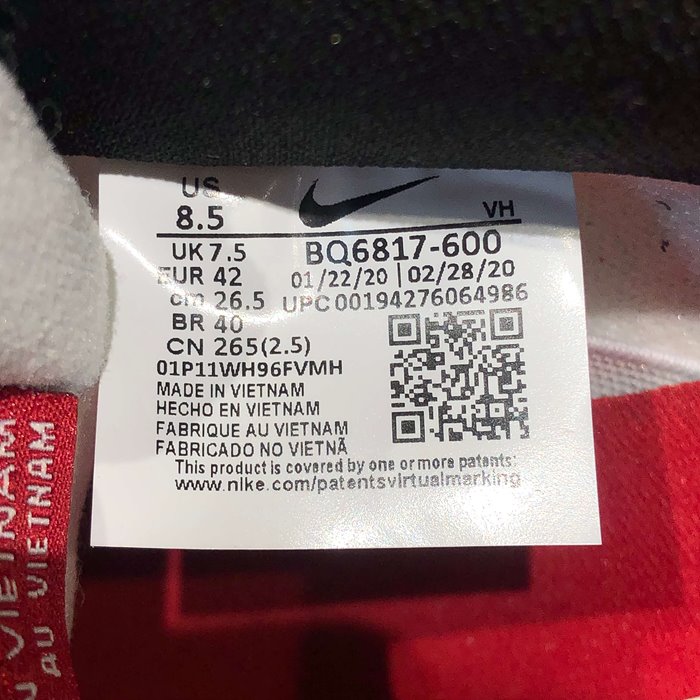 US
8.5
VH
UK 7.5
BQ6817-600
EUR 42
01/22/20 | 02/28/20
cm 26.5
UPC 00194276064986
BR 40
CN 265(2.5)
01P11WH96FVMH
MADE IN VIETNAM
HECHO EN VIETNAM
FABRIQUE AU VIETNAM
FABRICADO NO VIETNÃ
This product is covered by one or more patents:
www.nike.com/patentsvirtualmarking
VIETNAM
AU VIETNAM